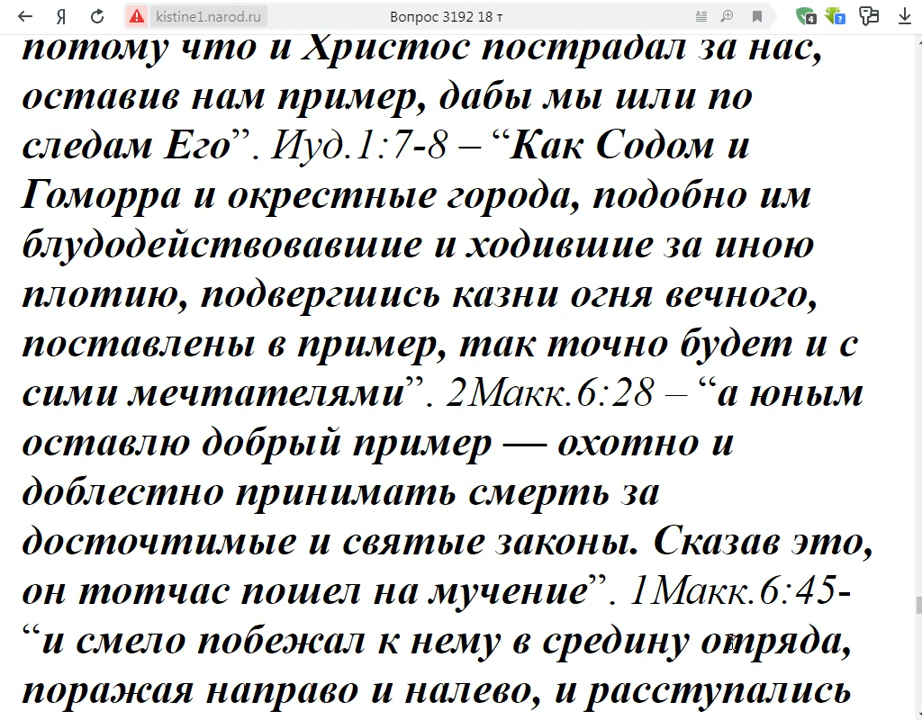 Я kistine1.narod.ru Вопрос 3192 18 т 4 ?
потому что и Христос пострадал за нас,
оставив нам пример, дабы мы шли по
следам Его”. Иуд.1:7-8 – “Как Содом и
Гоморра и окрестные города, подобно им
блудодействовавшие и ходившие за иною
плотию, подвергшись казни огня вечного,
поставлены в пример, так точно будет и с
сими мечтателями”. 2Макк.6:28 – “а юным
оставлю добрый пример — охотно и
доблестно принимать смерть за
досточтимые и святые законы. Сказав это,
он тотчас пошел на мучение”. 1Макк.6:45-
“и смело побежал к нему в средину отряда,
поражая направо и налево, и расступались